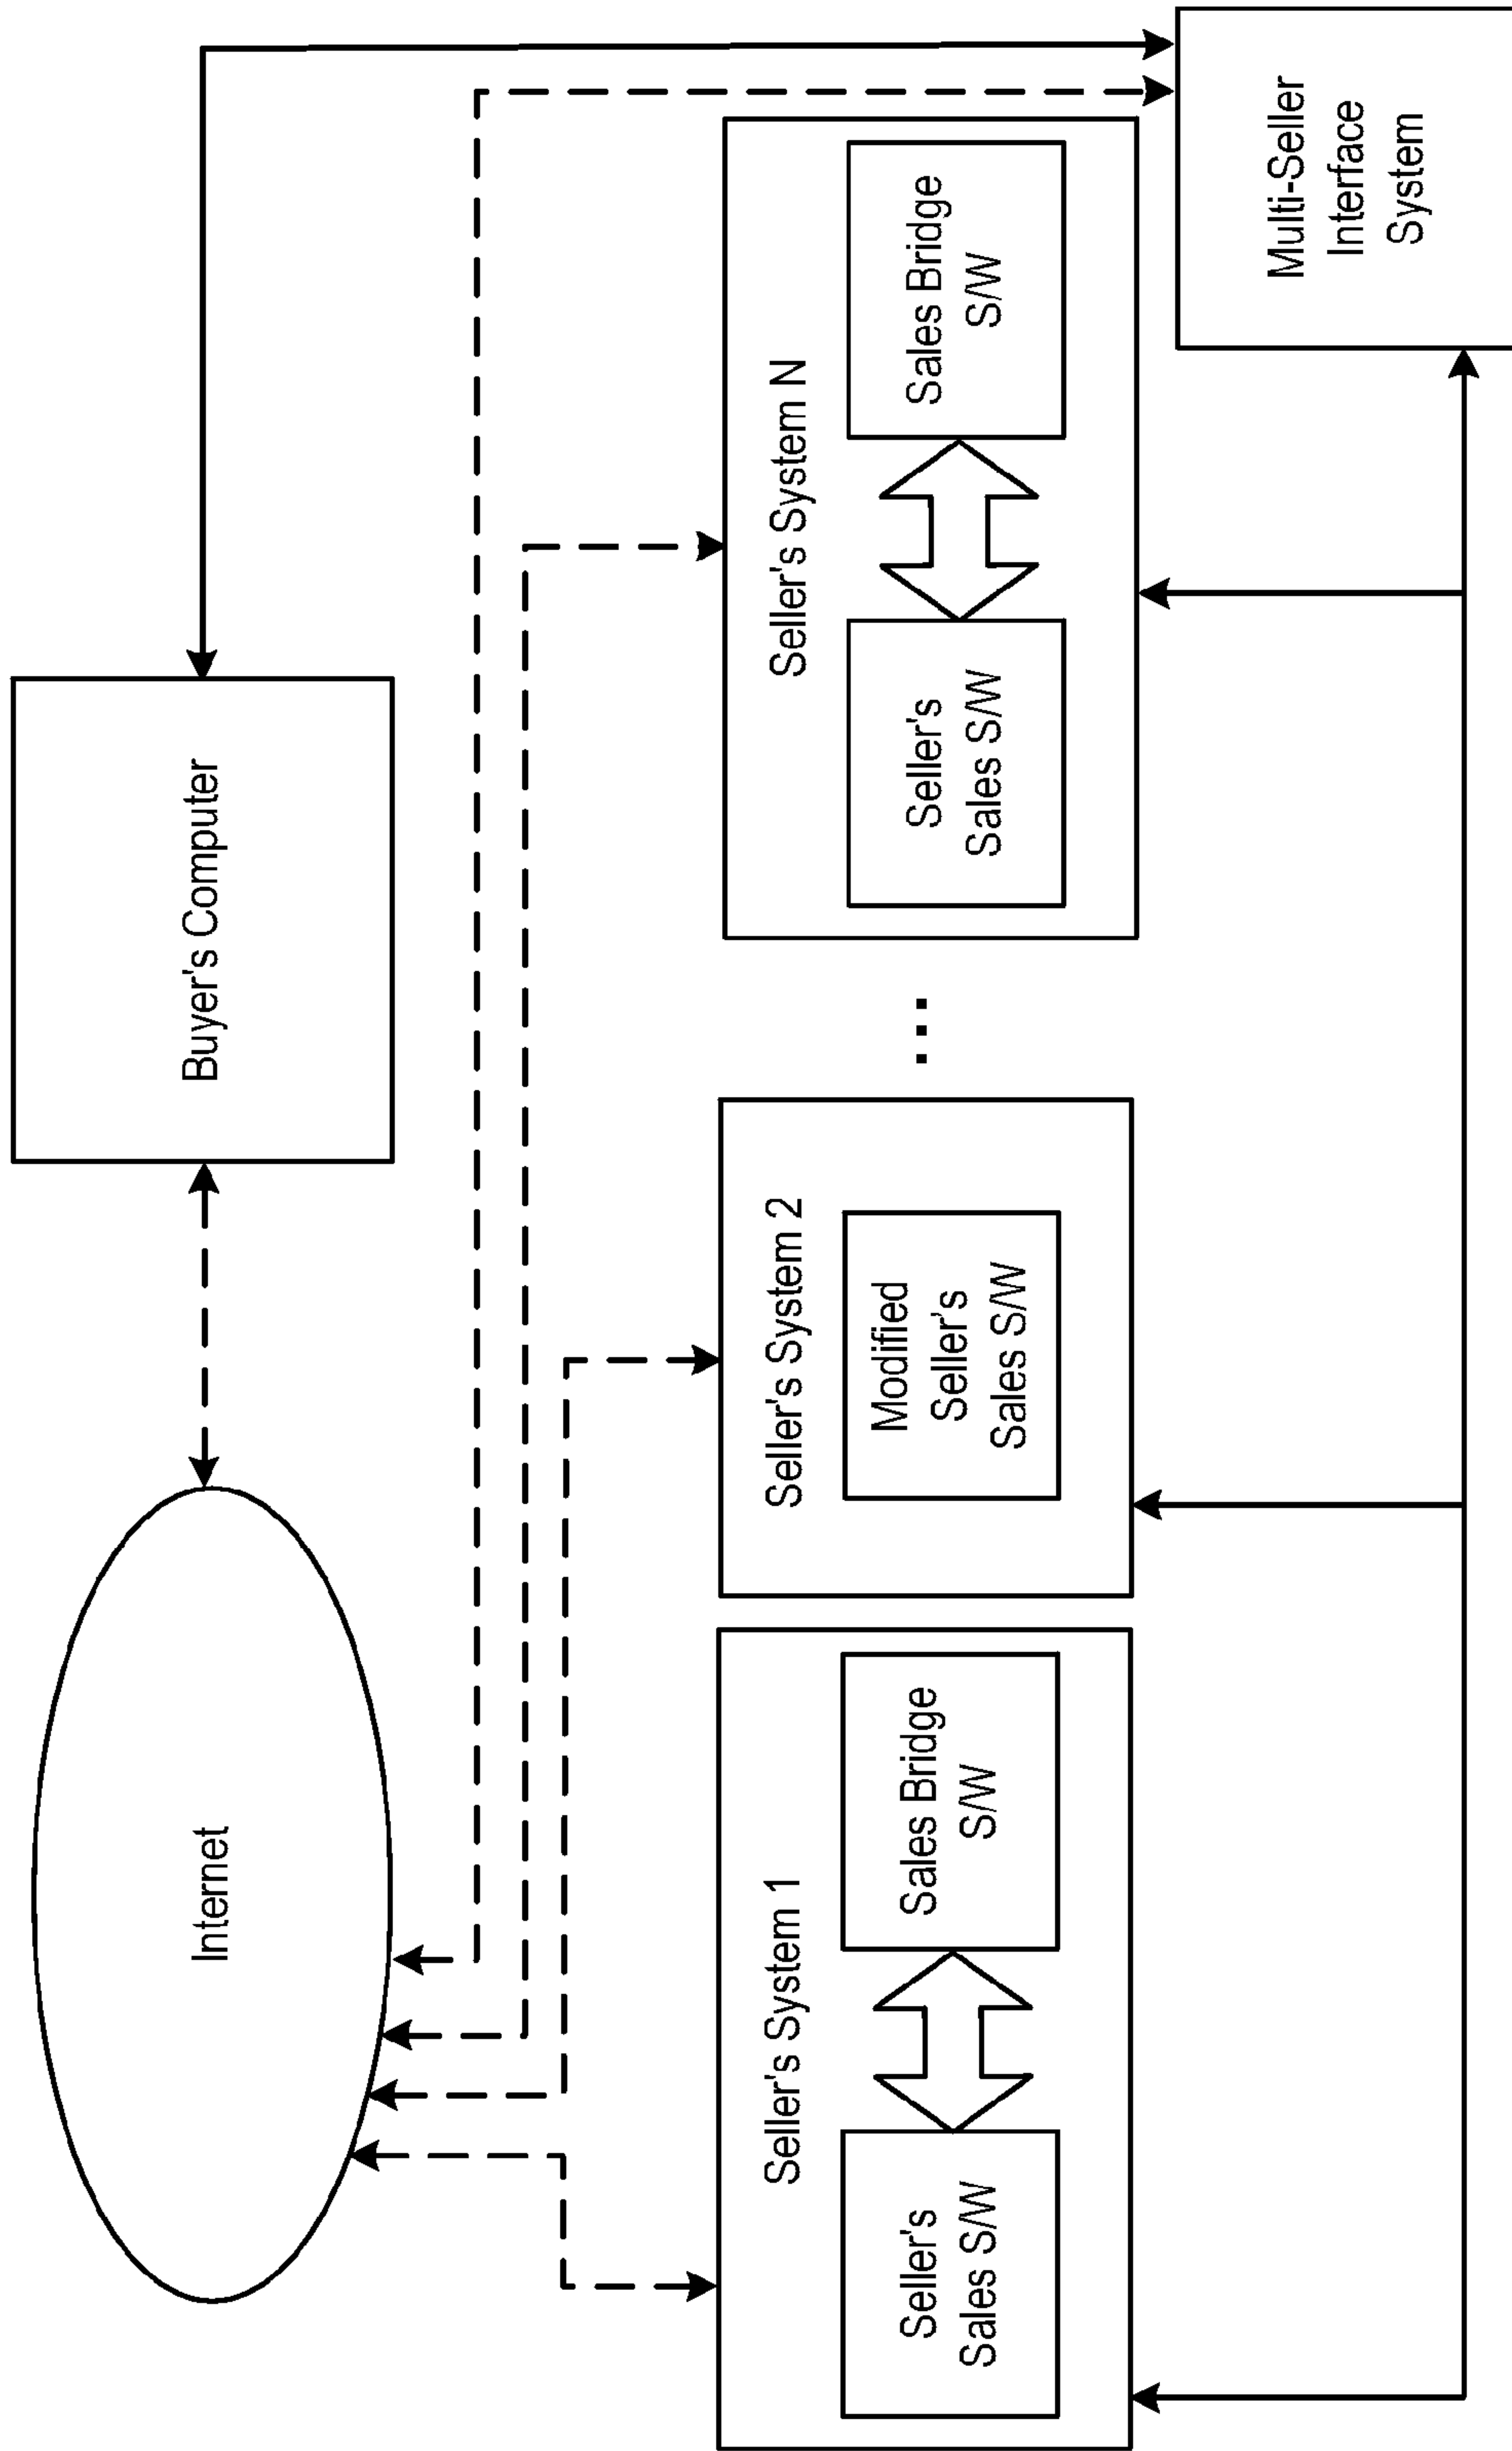 Internet
Buyer's Computer
Seller's System 1
Seller's
Sales S/W
Sales Bridge
S/W
Seller's System 2
Modified
Seller's
Sales S/W
...
Seller's System N
Seller's
Sales S/W
Sales Bridge
S/W
Multi-Seller
Interface
System